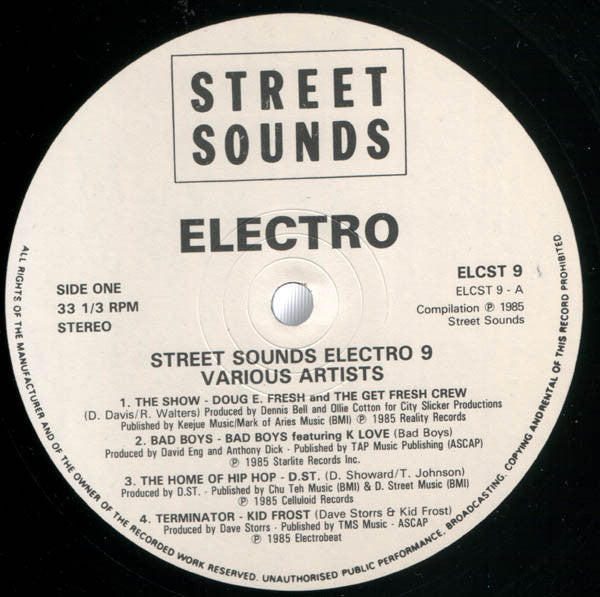 STREET
SOUNDS
ELECTRO
SIDE ONE
33 1/3 RPM
STEREO
ELCST 9
ELCST 9 - A
Compilation ℗ 1985
Street Sounds
STREET SOUNDS ELECTRO 9
VARIOUS ARTISTS
1. THE SHOW - DOUG E. FRESH and THE GET FRESH CREW
(D. Davis/R. Walters) Produced by Dennis Bell and Ollie Cotton for City Slicker Productions
Published by Keejue Music/Mark of Aries Music (BMI) ℗ 1985 Reality Records
2. BAD BOYS - BAD BOYS featuring K LOVE (Bad Boys)
Produced by David Eng and Anthony Dick - Published by TAP Music Publishing (ASCAP)
℗ 1985 Starlite Records Inc.
3. THE HOME OF HIP HOP - D.ST. (D. Showard/T. Johnson)
Produced by D.ST. - Published by Chu Teh Music (BMI) & D. Street Music (BMI)
℗ 1985 Celluloid Records
4. TERMINATOR - KID FROST (Dave Storrs & Kid Frost)
Produced by Dave Storrs - Published by TMS Music - ASCAP
℗ 1985 Electrobeat
ALL RIGHTS OF THE MANUFACTURER AND OF THE OWNER OF THE RECORDED WORK RESERVED. UNAUTHORISED PUBLIC PERFORMANCE, BROADCASTING. COPYING ANDRENTAL OF THIS RECORD PROHIBITED